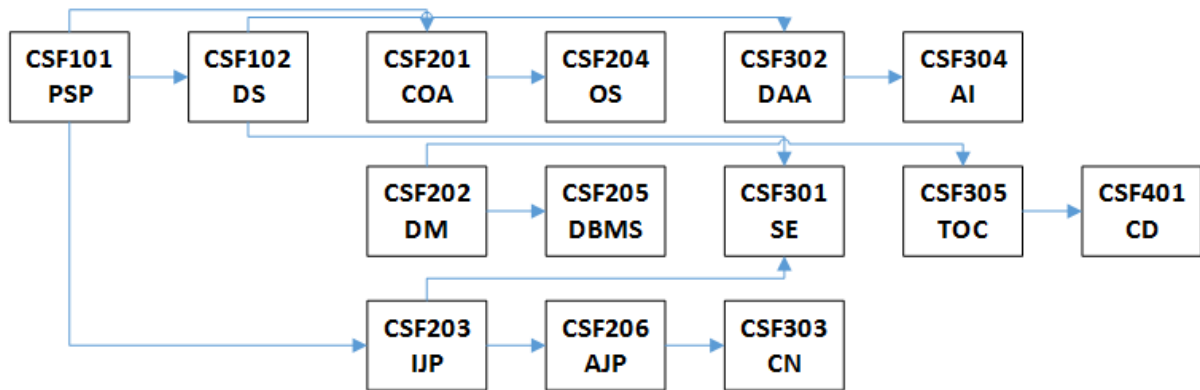 CSF101
PSP
CSF102
DS
CSF201
COA
CSF204
OS
CSF302
DAA
CSF304
AI
CSF202
DM
CSF205
DBMS
CSF301
SE
CSF305
TOC
CSF401
CD
CSF203
IJP
CSF206
AJP
CSF303
CN